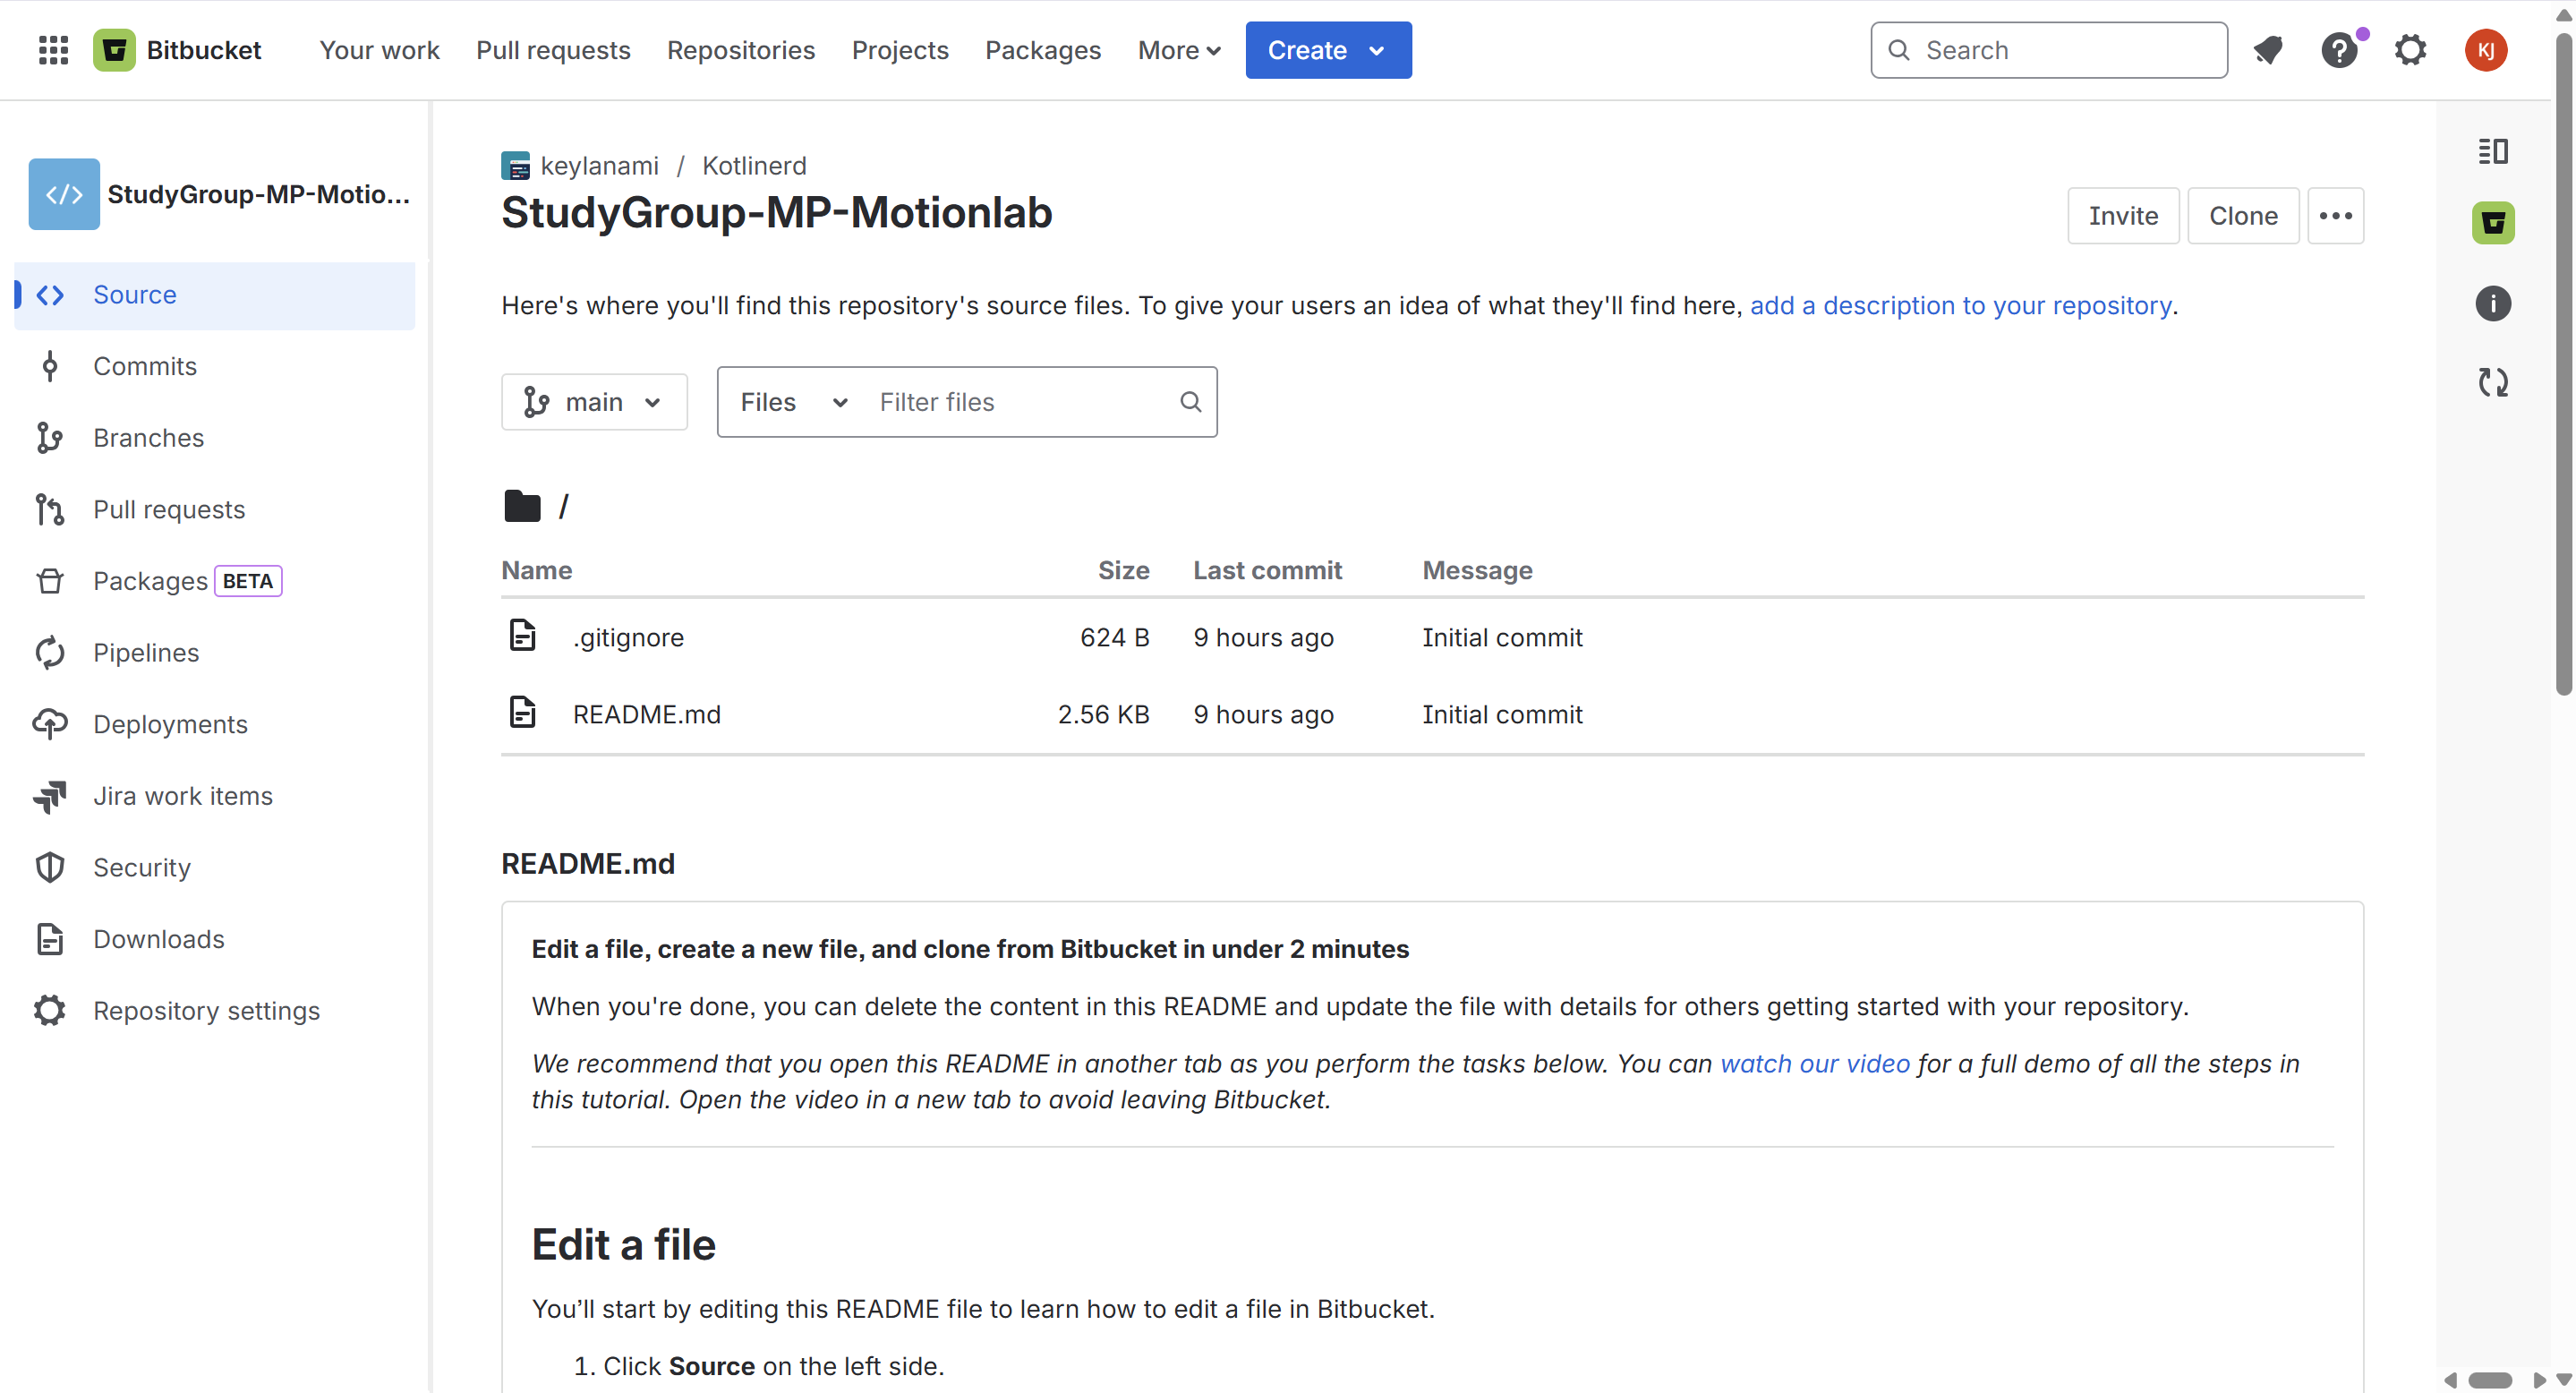 Bitbucket
Your work
Pull requests
Repositories
Projects
Packages
More
Create
Search
KJ
StudyGroup-MP-Motio...
Source
Commits
Branches
Pull requests
Packages BETA
Pipelines
Deployments
Jira work items
Security
Downloads
Repository settings
keylanami / Kotlinerd
StudyGroup-MP-Motionlab
Invite
Clone
Here's where you'll find this repository's source files. To give your users an idea of what they'll find here, add a description to your repository.
main
Files
Filter files
/
Name Size Last commit Message
.gitignore 624 B 9 hours ago Initial commit
README.md 2.56 KB 9 hours ago Initial commit
README.md
Edit a file, create a new file, and clone from Bitbucket in under 2 minutes
When you're done, you can delete the content in this README and update the file with details for others getting started with your repository.
We recommend that you open this README in another tab as you perform the tasks below. You can watch our video for a full demo of all the steps in
this tutorial. Open the video in a new tab to avoid leaving Bitbucket.
Edit a file
You’ll start by editing this README file to learn how to edit a file in Bitbucket.
1. Click Source on the left side.